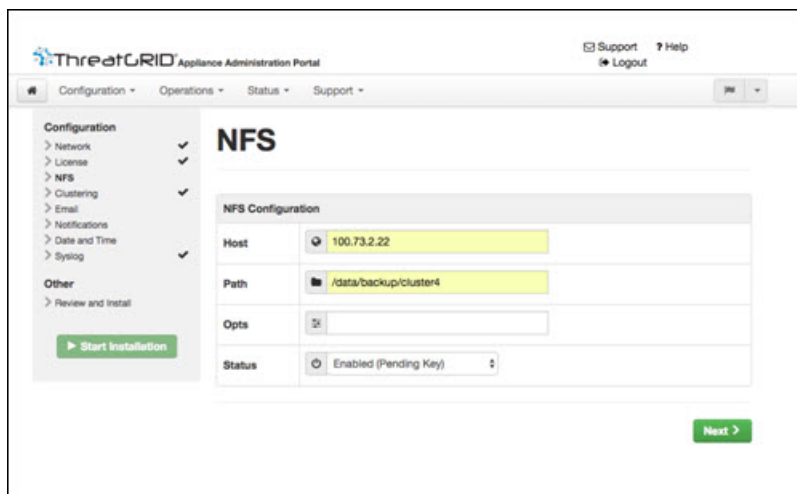 Support ? Help
ThreatGRID Appliance Administration Portal
Logout
Configuration Operations Status Support
Configuration
Network
License
NFS
Clustering
Email
Notifications
Date and Time
Syslog
Other
Review and Install
Start Installation
NFS
NFS Configuration
Host 100.73.2.22
Path /data/backup/cluster4
Opts
Status Enabled (Pending Key)
Next